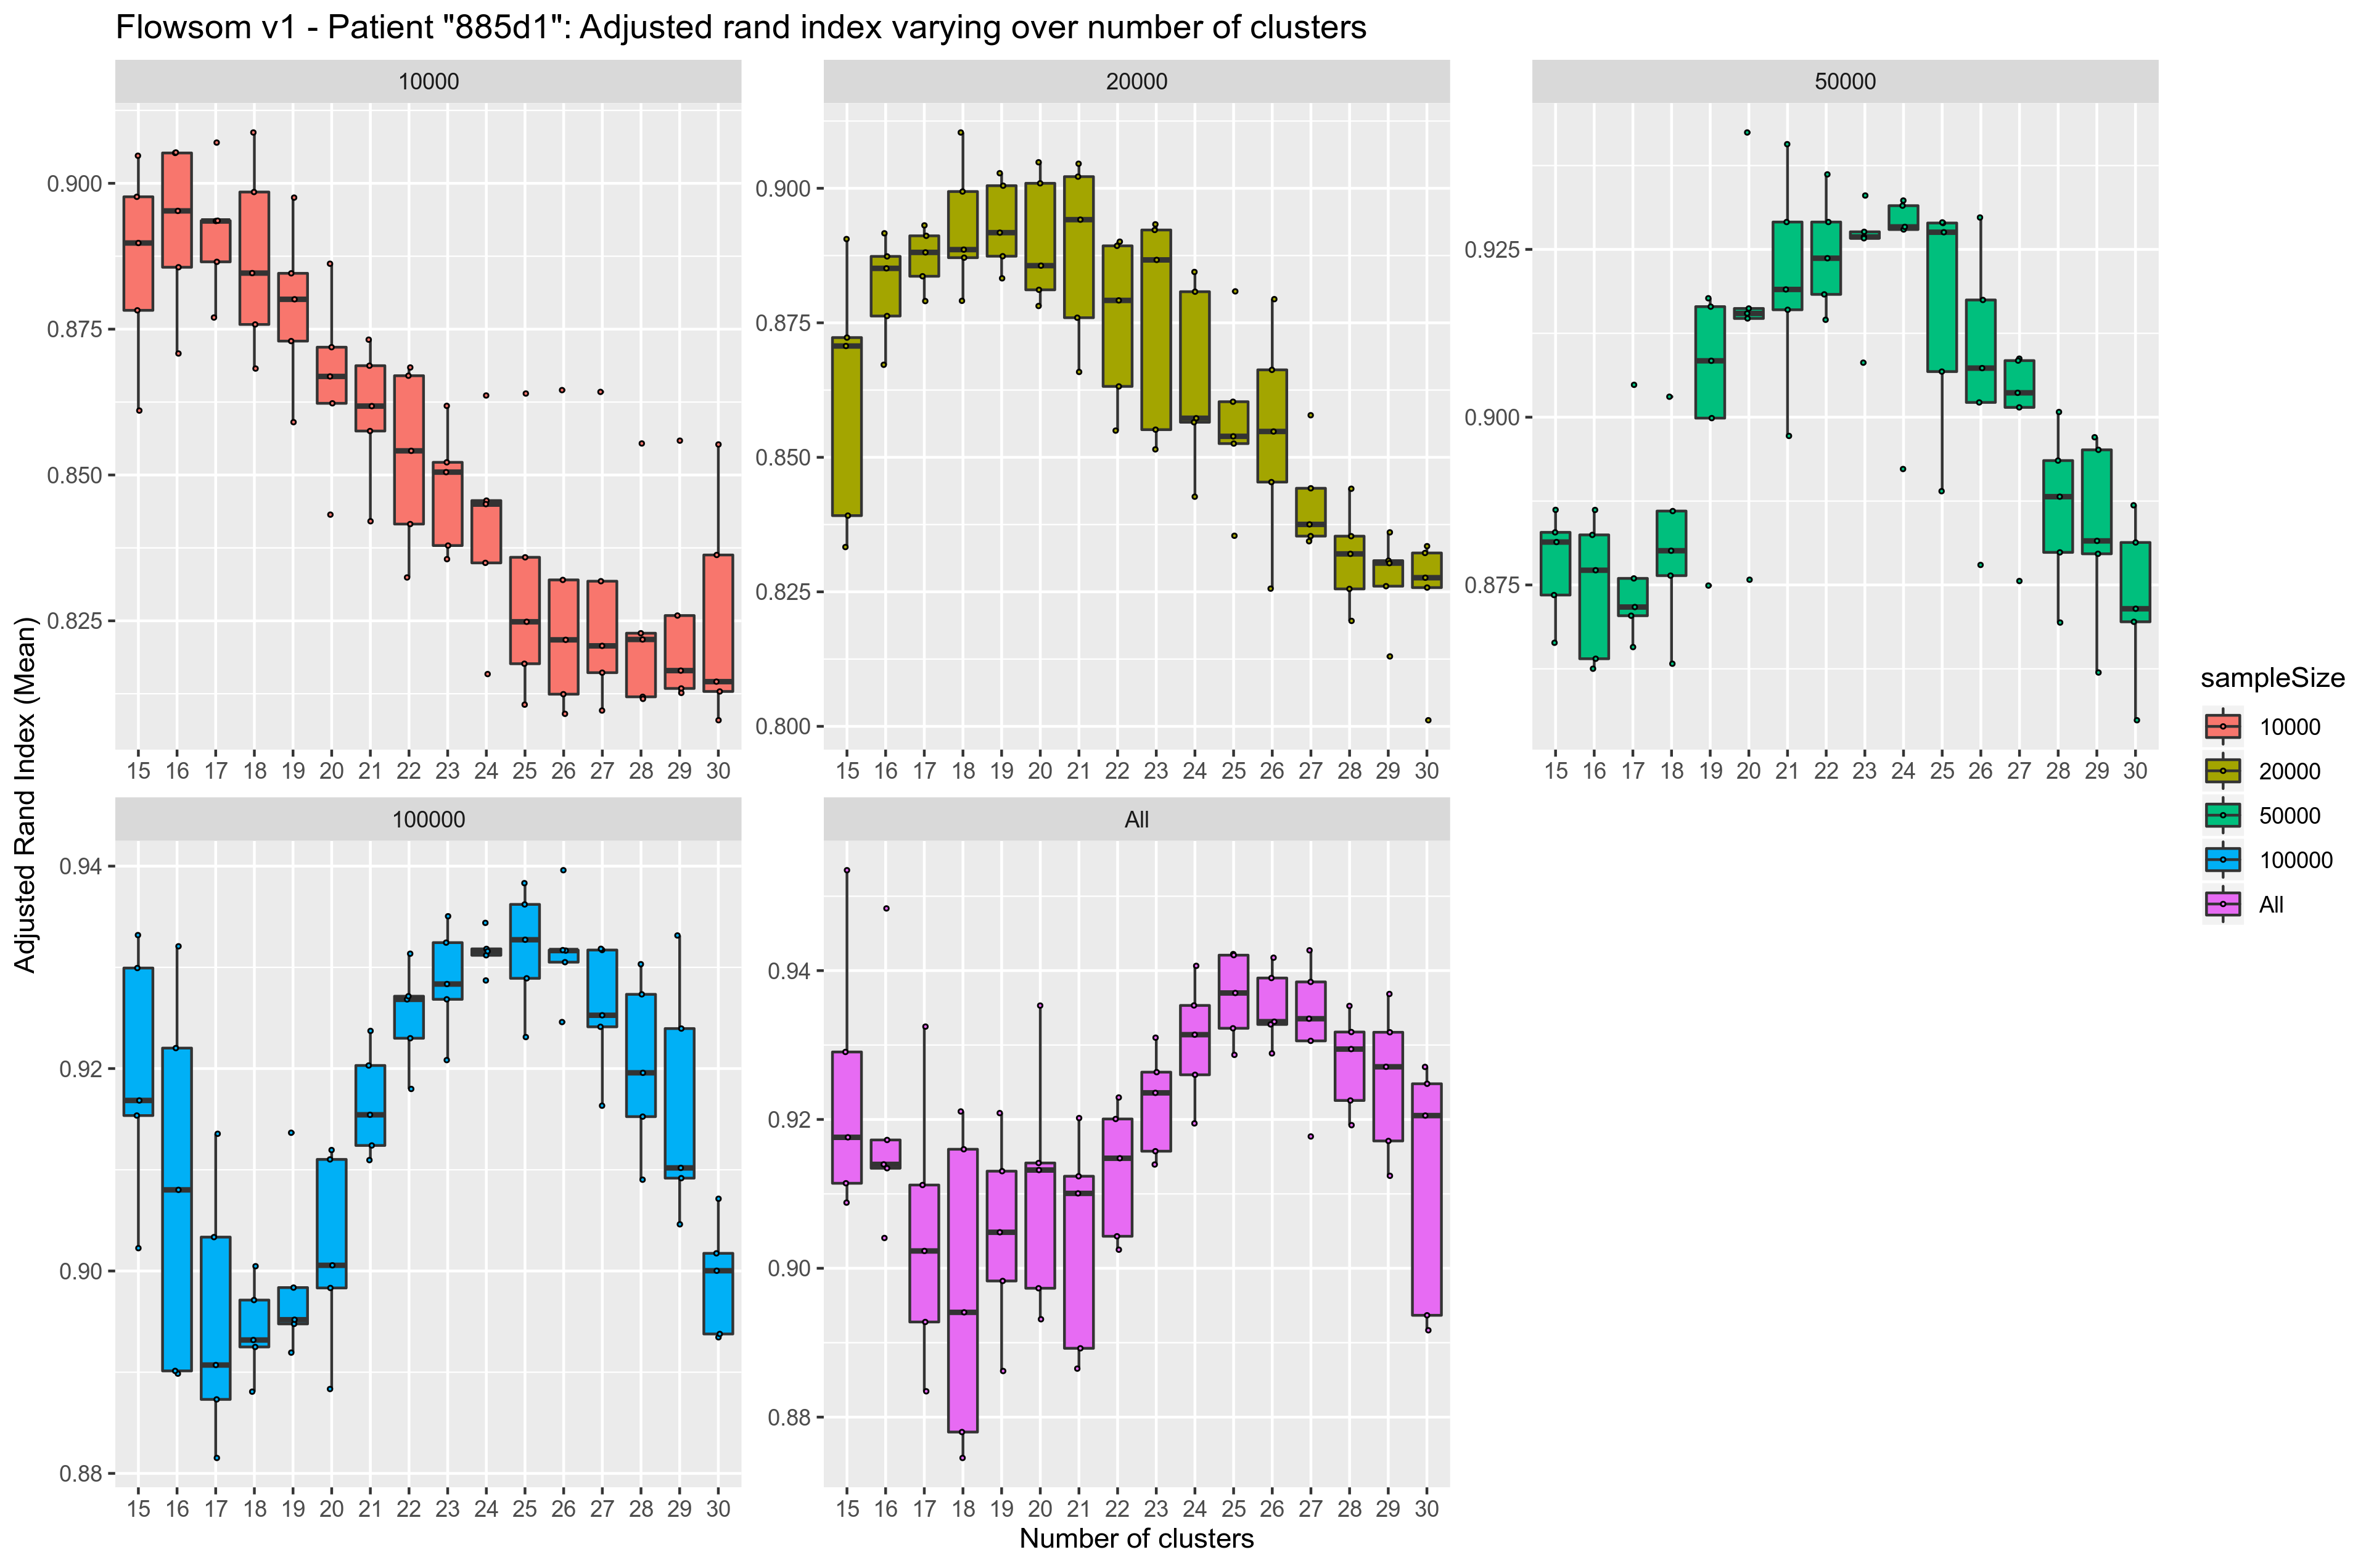 Flowsom v1 - Patient "885d1": Adjusted rand index varying over number of clusters
10000
20000
50000
0.900
0.875
0.850
0.825
0.900
0.875
0.850
0.825
0.800
0.925
0.900
0.875
15 16 17 18 19 20 21 22 23 24 25 26 27 28 29 30
15 16 17 18 19 20 21 22 23 24 25 26 27 28 29 30
15 16 17 18 19 20 21 22 23 24 25 26 27 28 29 30
Adjusted Rand Index (Mean)
100000
All
0.94
0.92
0.90
0.88
0.94
0.92
0.90
0.88
15 16 17 18 19 20 21 22 23 24 25 26 27 28 29 30
15 16 17 18 19 20 21 22 23 24 25 26 27 28 29 30
Number of clusters
sampleSize
10000
20000
50000
100000
All